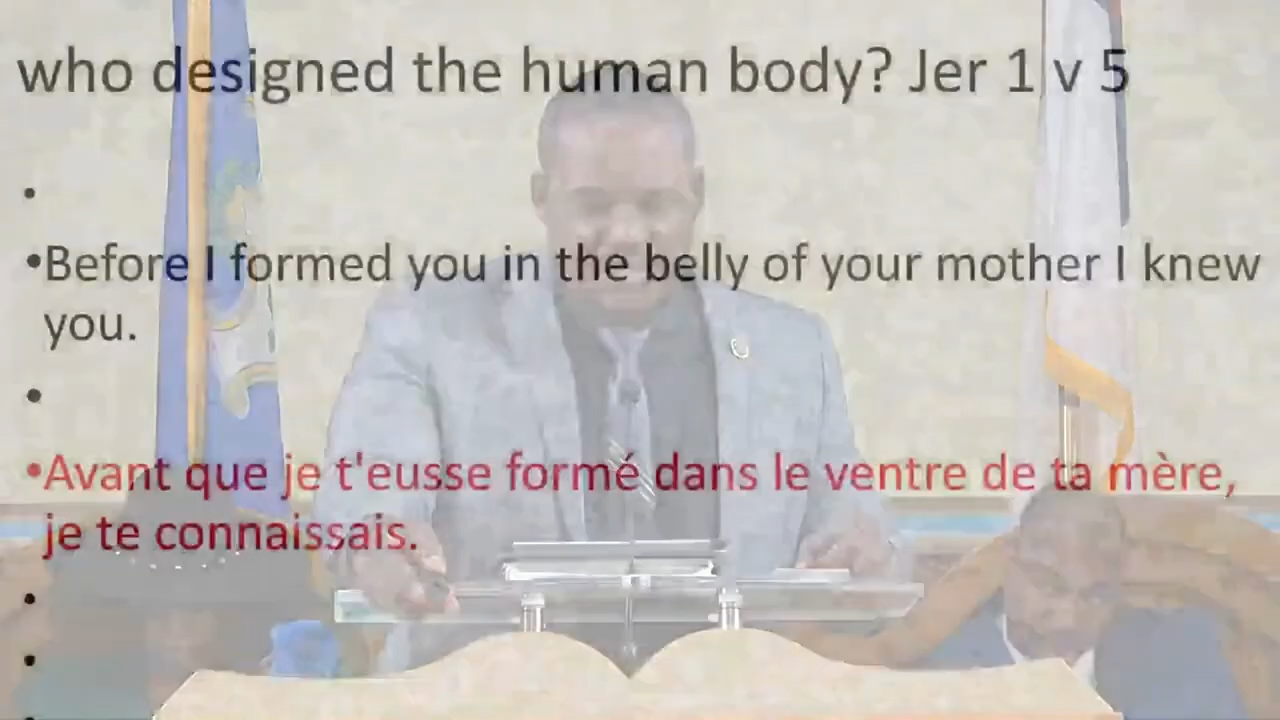 who designed the human body? Jer 1 v 5
•
•Before I formed you in the belly of your mother I knew
you.
•
•Avant que je t'eusse formé dans le ventre de ta mère,
je te connaissais.
•
•